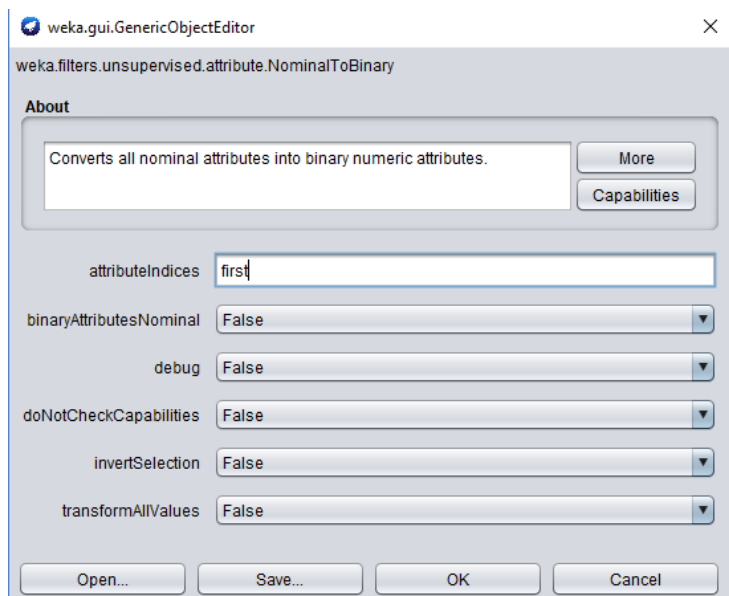 weka.gui.GenericObjectEditor
weka.filters.unsupervised.attribute.NominalToBinary
About
Converts all nominal attributes into binary numeric attributes.
More
Capabilities
attributeIndices first
binaryAttributesNominal False
debug False
doNotCheckCapabilities False
invertSelection False
transformAllValues False
Open... Save... OK Cancel